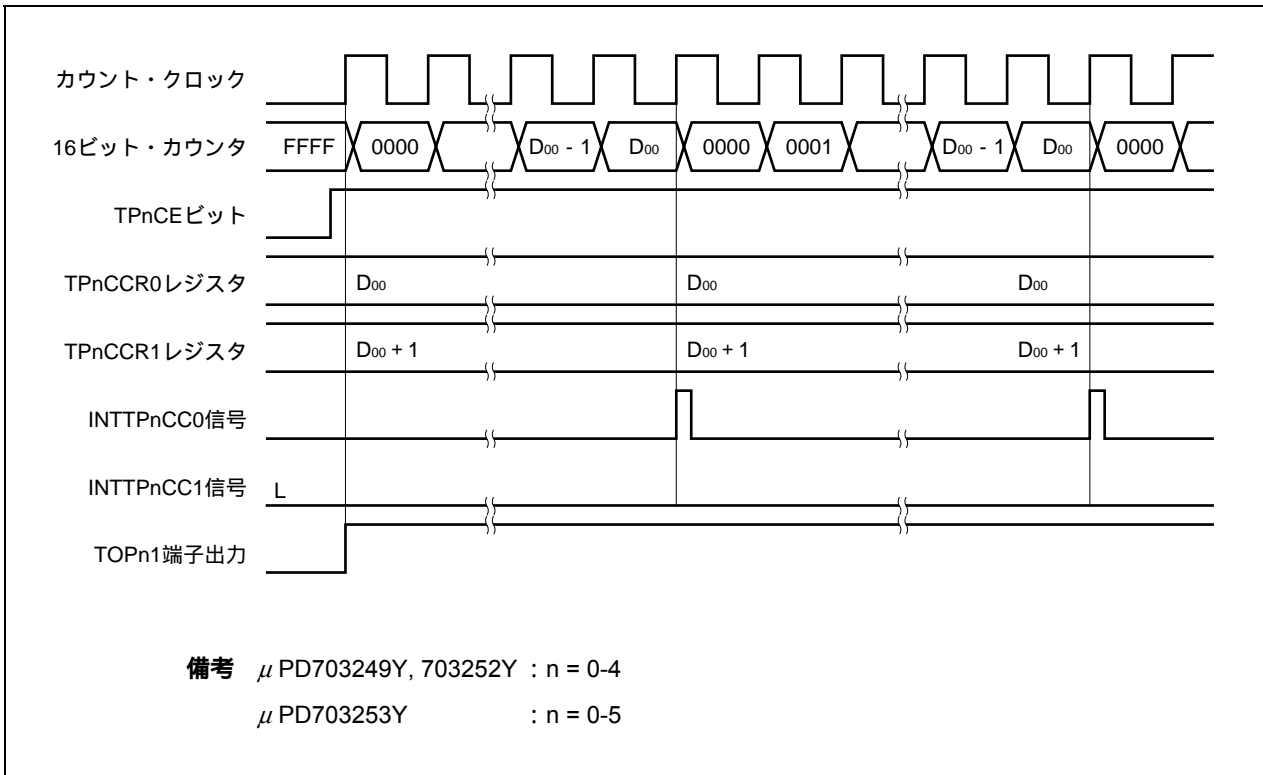 カウント・クロック
16ビット・カウンタ FFFF 0000 D00 - 1 D00 0000 0001 D00 - 1 D00 0000
TPnCEビット
TPnCCR0レジスタ D00 D00 D00
TPnCCR1レジスタ D00 + 1 D00 + 1 D00 + 1
INTTPnCC0信号
INTTPnCC1信号 L
TOPn1端子出力
備考 μ PD703249Y, 703252Y : n = 0-4
μ PD703253Y : n = 0-5